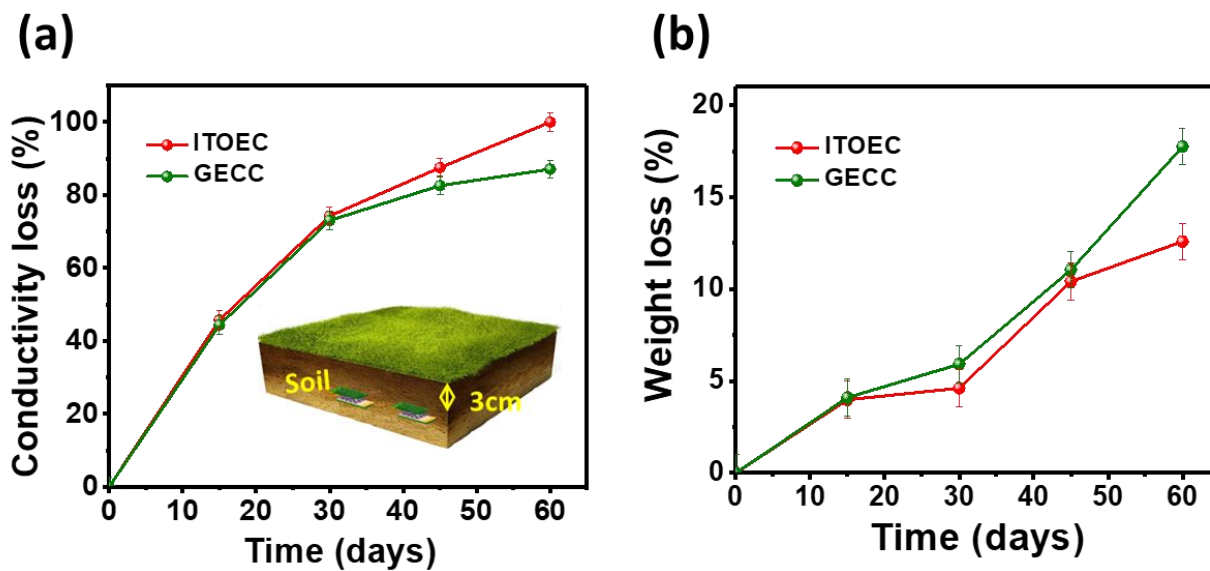 (a)
Conductivity loss (%)
100
80
60
40
20
0
ITOEC
GECC
Soil
3cm
0 10 20 30 40 50 60
Time (days)
(b)
Weight loss (%)
20
15
10
5
0
ITOEC
GECC
0 10 20 30 40 50 60
Time (days)